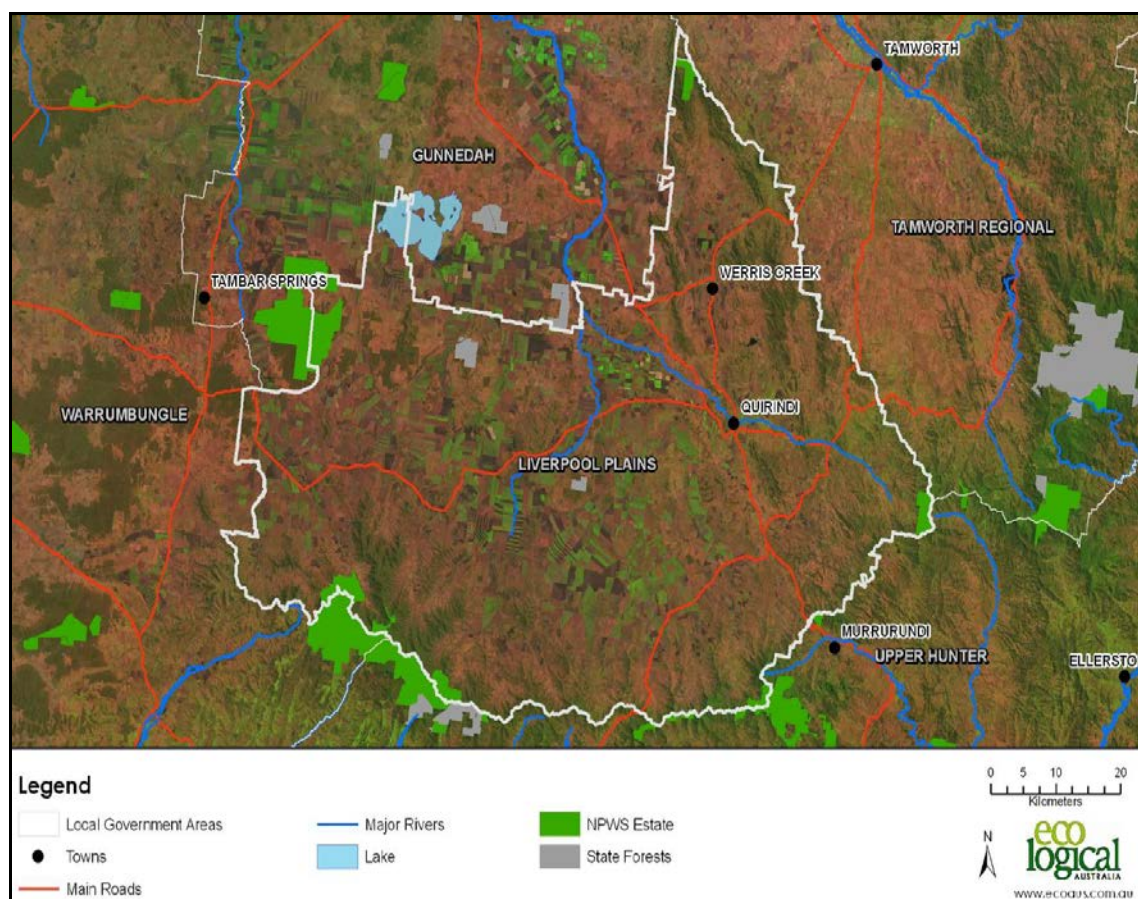 TAMWORTH
GUNNEDAH
TAMWORTH REGIONAL
WERRIS CREEK
TAMBAR SPRINGS
WARRUMBUNGLE
QUIRINDI
LIVERPOOL PLAINS
MURRURUNDI
UPPER HUNTER
ELLERSTO
Legend
Local Government Areas
Towns
Main Roads
Major Rivers
Lake
NPWS Estate
State Forests
0 5 10 20
Kilometers
N
eco
logical
AUSTRALIA
www.ecoaus.com.au